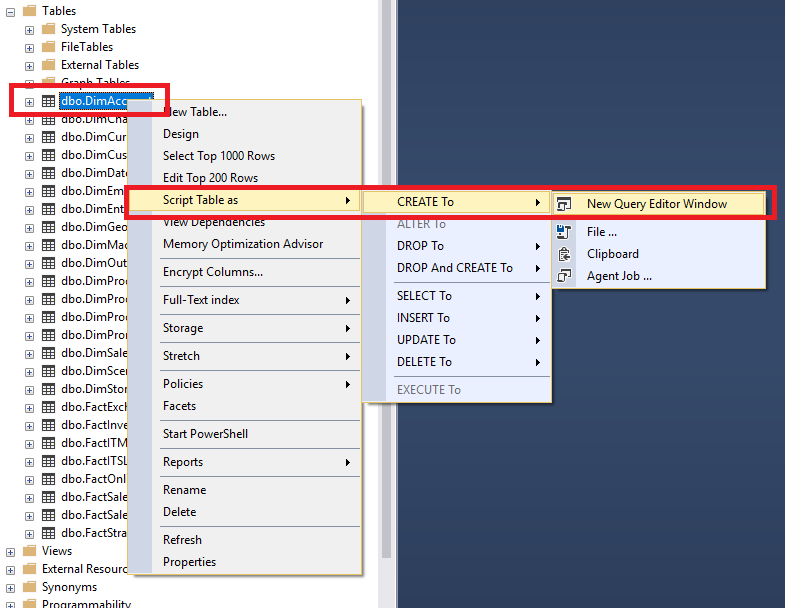 Tables
System Tables
FileTables
External Tables
Graph Tables
dbo.DimAcc
dbo.DimCha
dbo.DimCur
dbo.DimCus
dbo.DimDat
dbo.DimEm
dbo.DimEnt
dbo.DimGeo
dbo.DimMac
dbo.DimOut
dbo.DimProd
dbo.DimProd
dbo.DimProd
dbo.DimPror
dbo.DimSale
dbo.DimScer
dbo.DimStor
dbo.FactExch
dbo.FactInve
dbo.FactITM
dbo.FactITSL
dbo.FactOnl
dbo.FactSale
dbo.FactSale
dbo.FactStra
Views
External Resourc
Synonyms
Programmability
New Table...
Design
Select Top 1000 Rows
Edit Top 200 Rows
Script Table as
View Dependencies
Memory Optimization Advisor
Encrypt Columns...
Full-Text index
Storage
Stretch
Policies
Facets
Start PowerShell
Reports
Rename
Delete
Refresh
Properties
CREATE To
ALTER To
DROP To
DROP And CREATE To
SELECT To
INSERT To
UPDATE To
DELETE To
EXECUTE To
New Query Editor Window
File ...
Clipboard
Agent Job ...